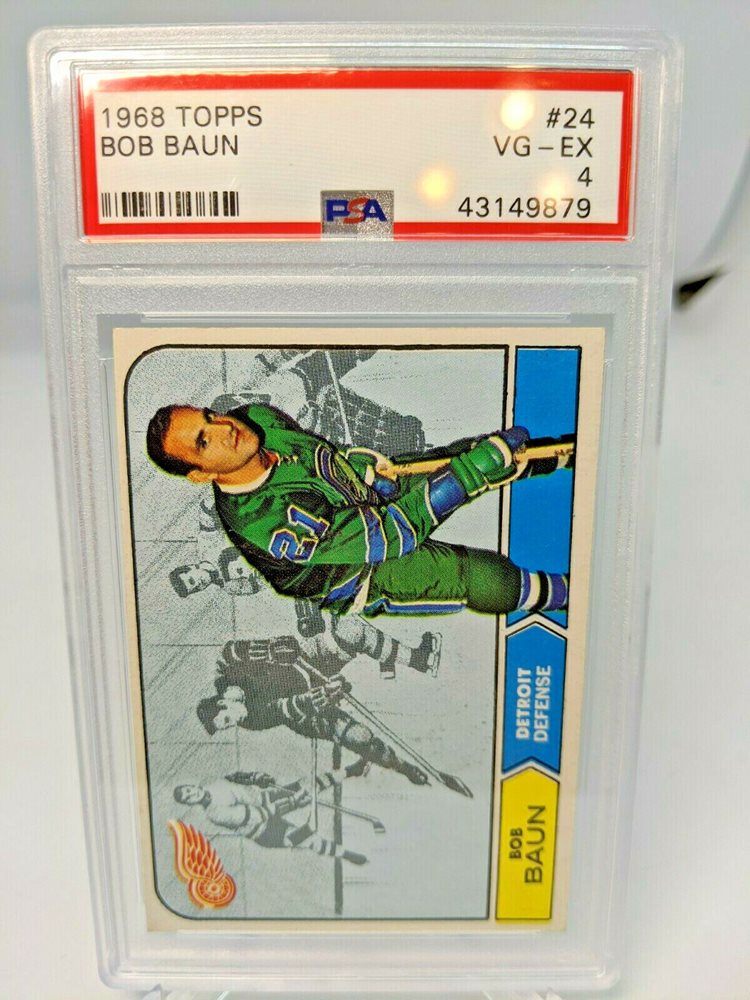 1968 TOPPS
#24
BOB BAUN
VG-EX
4
PSA
43149879
21
DETROIT
DEFENSE
BOB
BAUN